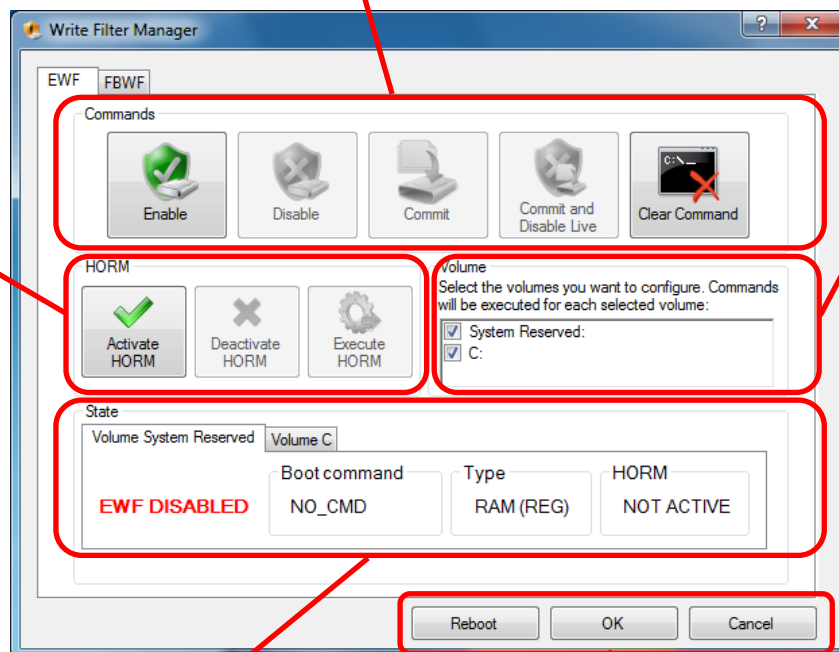 Write Filter Manager
?
EWF
FBWF
Commands
C:\_
Enable
Disable
Commit
Commit and
Disable Live
Clear Command
HORM
Activate
HORM
Deactivate
HORM
Execute
HORM
Volume
Select the volumes you want to configure. Commands
will be executed for each selected volume:
System Reserved:
C:
State
Volume System Reserved
Volume C
EWF DISABLED
Boot command
NO_CMD
Type
RAM (REG)
HORM
NOT ACTIVE
Reboot
OK
Cancel